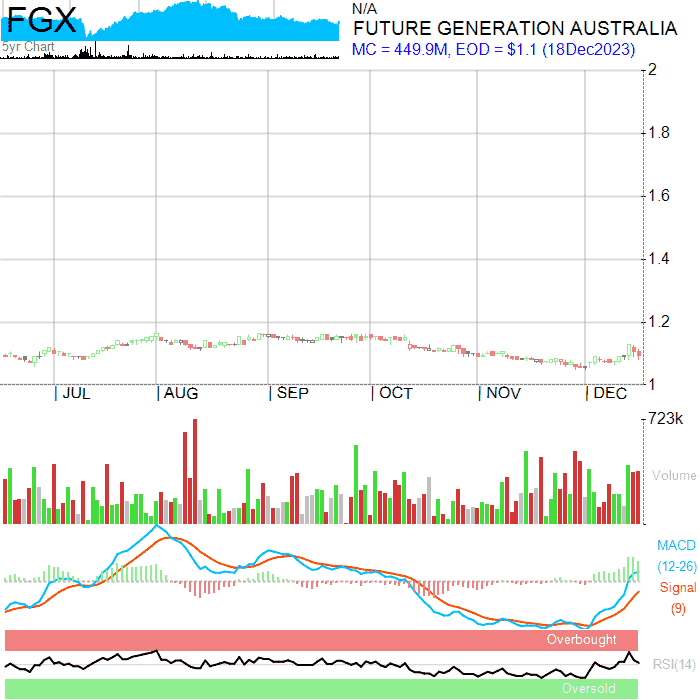 FGX
5yr Chart
N/A
FUTURE GENERATION AUSTRALIA
MC = 449.9M, EOD = $1.1 (18Dec2023)
2
1.8
1.6
1.4
1.2
1
JUL AUG SEP OCT NOV DEC
723k
Volume
MACD
(12-26)
Signal
(9)
Overbought
RSI(14)
Oversold